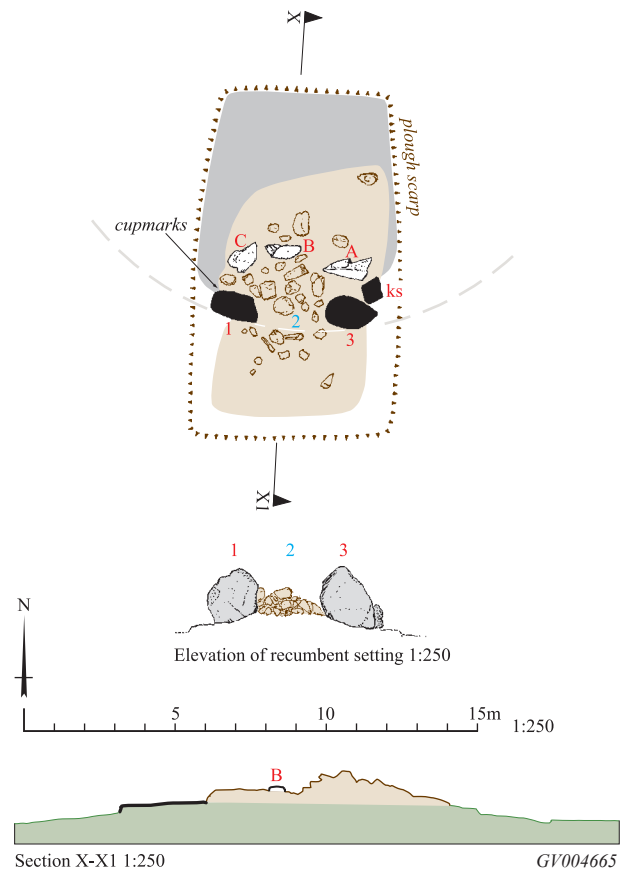 X
plough scarp
cupmarks
C
B
A
ks
1
2
3
X1
1 2 3
N
Elevation of recumbent setting 1:250
5 10 15m 1:250
B
Section X-X1 1:250 GV004665